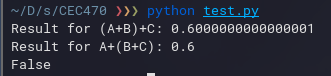 ~/D/s/CEC470 ❯❯❯ python test.py
Result for (A+B)+C: 0.6000000000000001
Result for A+(B+C): 0.6
False